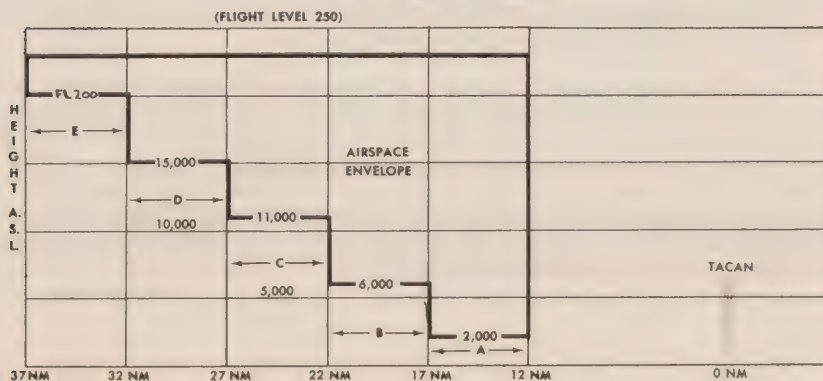 (FLIGHT LEVEL 250)
HEIGHT A.S.L.
FL 200
E
15,000
D
10,000
AIRSPACE
ENVELOPE
11,000
C
5,000
6,000
B
2,000
A
TACAN
37 NM 32 NM 27 NM 22 NM 17 NM 12 NM 0 NM